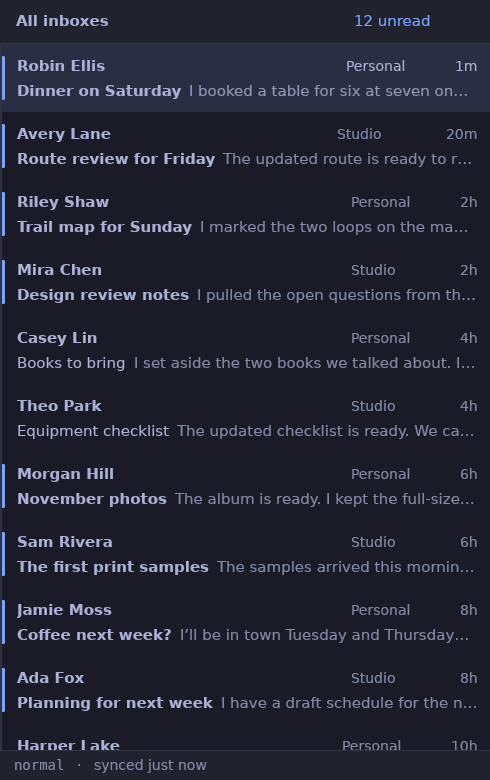 All inboxes 12 unread
Robin Ellis Personal 1m
Dinner on Saturday I booked a table for six at seven on…
Avery Lane Studio 20m
Route review for Friday The updated route is ready to r…
Riley Shaw Personal 2h
Trail map for Sunday I marked the two loops on the ma…
Mira Chen Studio 2h
Design review notes I pulled the open questions from th…
Casey Lin Personal 4h
Books to bring I set aside the two books we talked about. I…
Theo Park Studio 4h
Equipment checklist The updated checklist is ready. We ca…
Morgan Hill Personal 6h
November photos The album is ready. I kept the full-size…
Sam Rivera Studio 6h
The first print samples The samples arrived this mornin…
Jamie Moss Personal 8h
Coffee next week? I’ll be in town Tuesday and Thursday…
Ada Fox Studio 8h
Planning for next week I have a draft schedule for the n…
Harper Lake Personal 10h
normal · synced just now